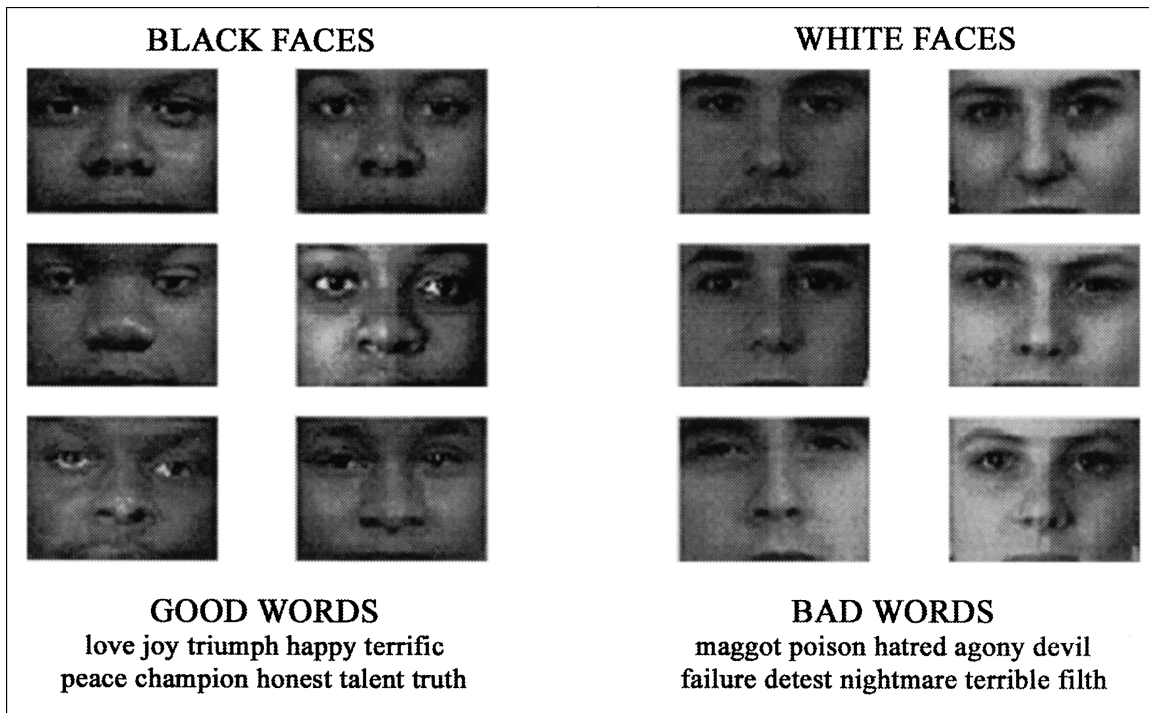 BLACK FACES
WHITE FACES
GOOD WORDS
love joy triumph happy terrific
peace champion honest talent truth
BAD WORDS
maggot poison hatred agony devil
failure detest nightmare terrible filth